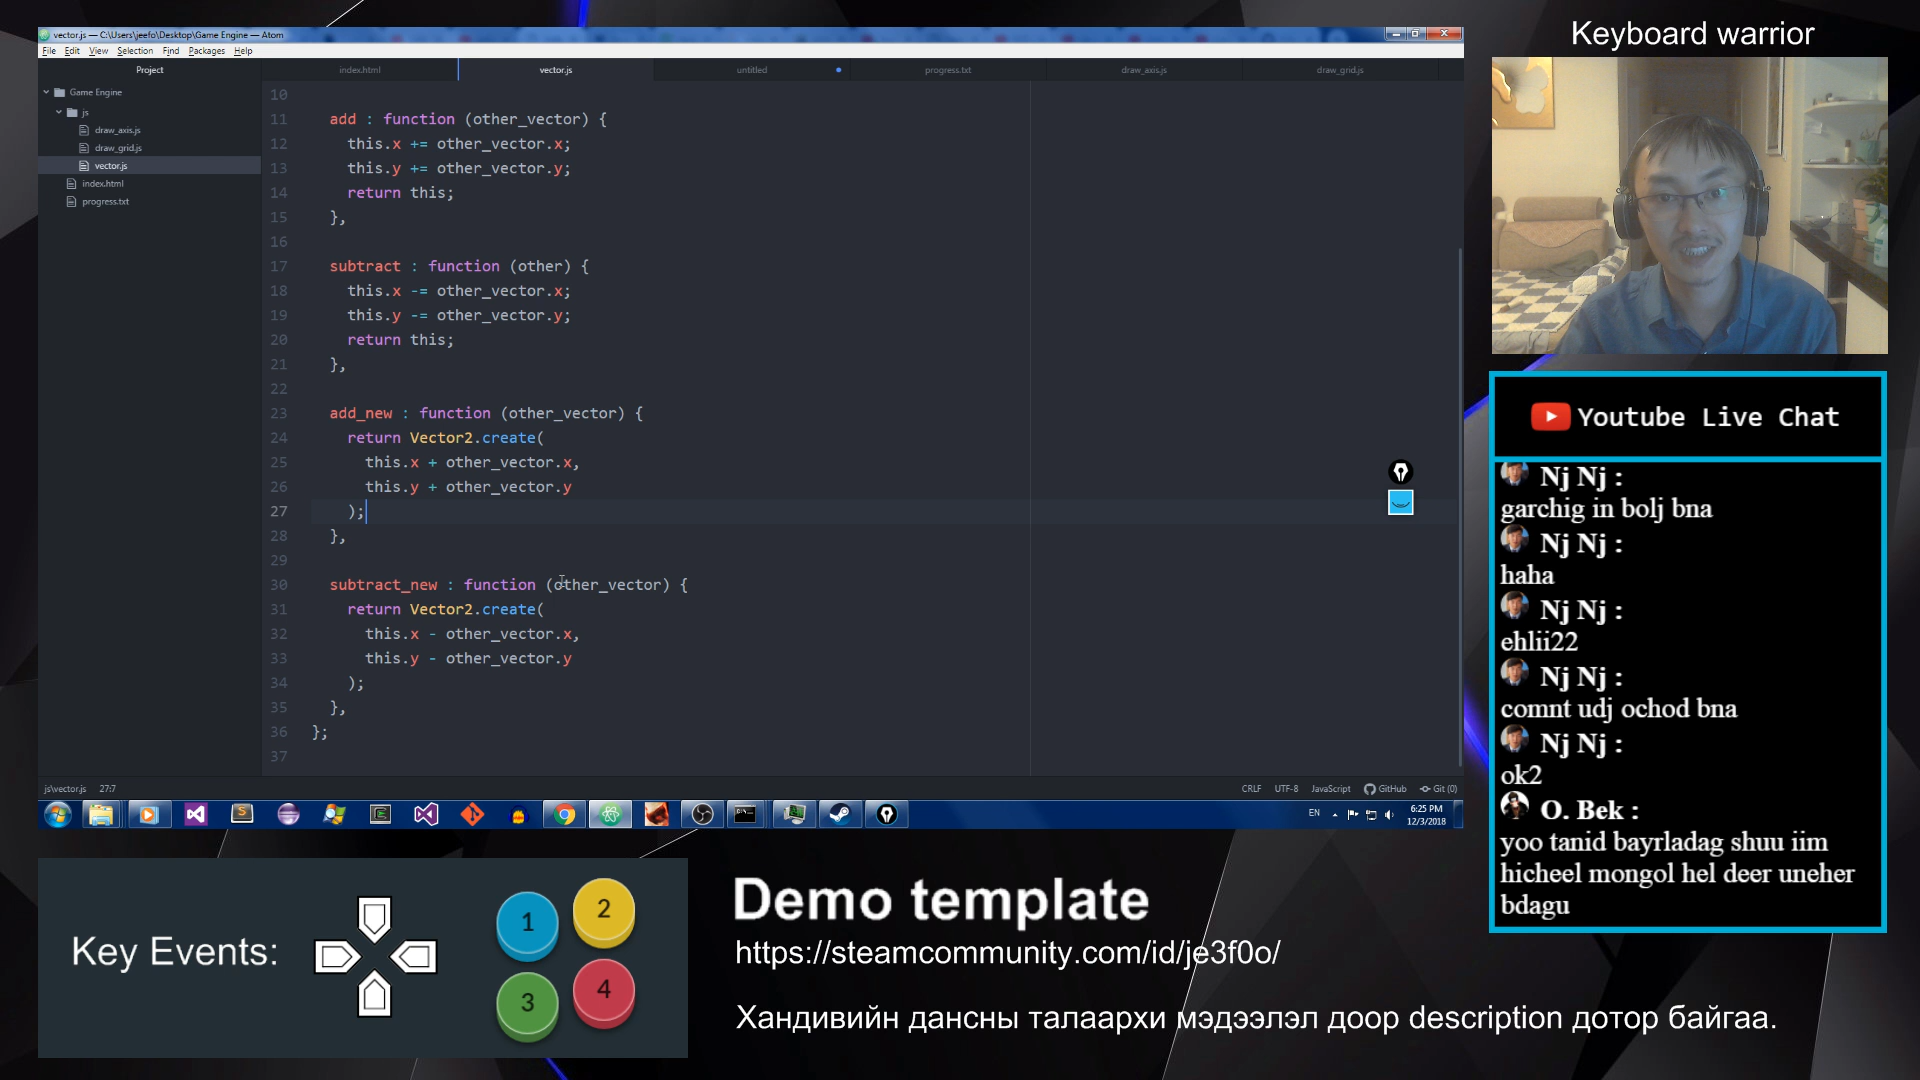 vector.js — C:\Users\jeefo\Desktop\Game Engine — Atom
File Edit View Selection Find Packages Help
Project
index.html
vector.js
untitled
progress.txt
draw_axis.js
draw_grid.js
Game Engine
js
draw_axis.js
draw_grid.js
vector.js
index.html
progress.txt
10
11 add : function (other_vector) {
12 this.x += other_vector.x;
13 this.y += other_vector.y;
14 return this;
15 },
16
17 subtract : function (other) {
18 this.x -= other_vector.x;
19 this.y -= other_vector.y;
20 return this;
21 },
22
23 add_new : function (other_vector) {
24 return Vector2.create(
25 this.x + other_vector.x,
26 this.y + other_vector.y
27 );
28 },
29
30 subtract_new : function (other_vector) {
31 return Vector2.create(
32 this.x - other_vector.x,
33 this.y - other_vector.y
34 );
35 },
36 };
37
js\vector.js 27:7
CRLF UTF-8 JavaScript GitHub Git (0)
EN
6:25 PM
12/3/2018
Keyboard warrior
Youtube Live Chat
Nj Nj :
garchig in bolj bna
Nj Nj :
haha
Nj Nj :
ehlii22
Nj Nj :
comnt udj ochod bna
Nj Nj :
ok2
O. Bek :
yoo tanid bayrladag shuu iim
hicheel mongol hel deer uneher
bdagu
Key Events:
1
2
3
4
Demo template
https://steamcommunity.com/id/je3f0o/
Хандивийн дансны талаархи мэдээлэл доор description дотор байгаа.